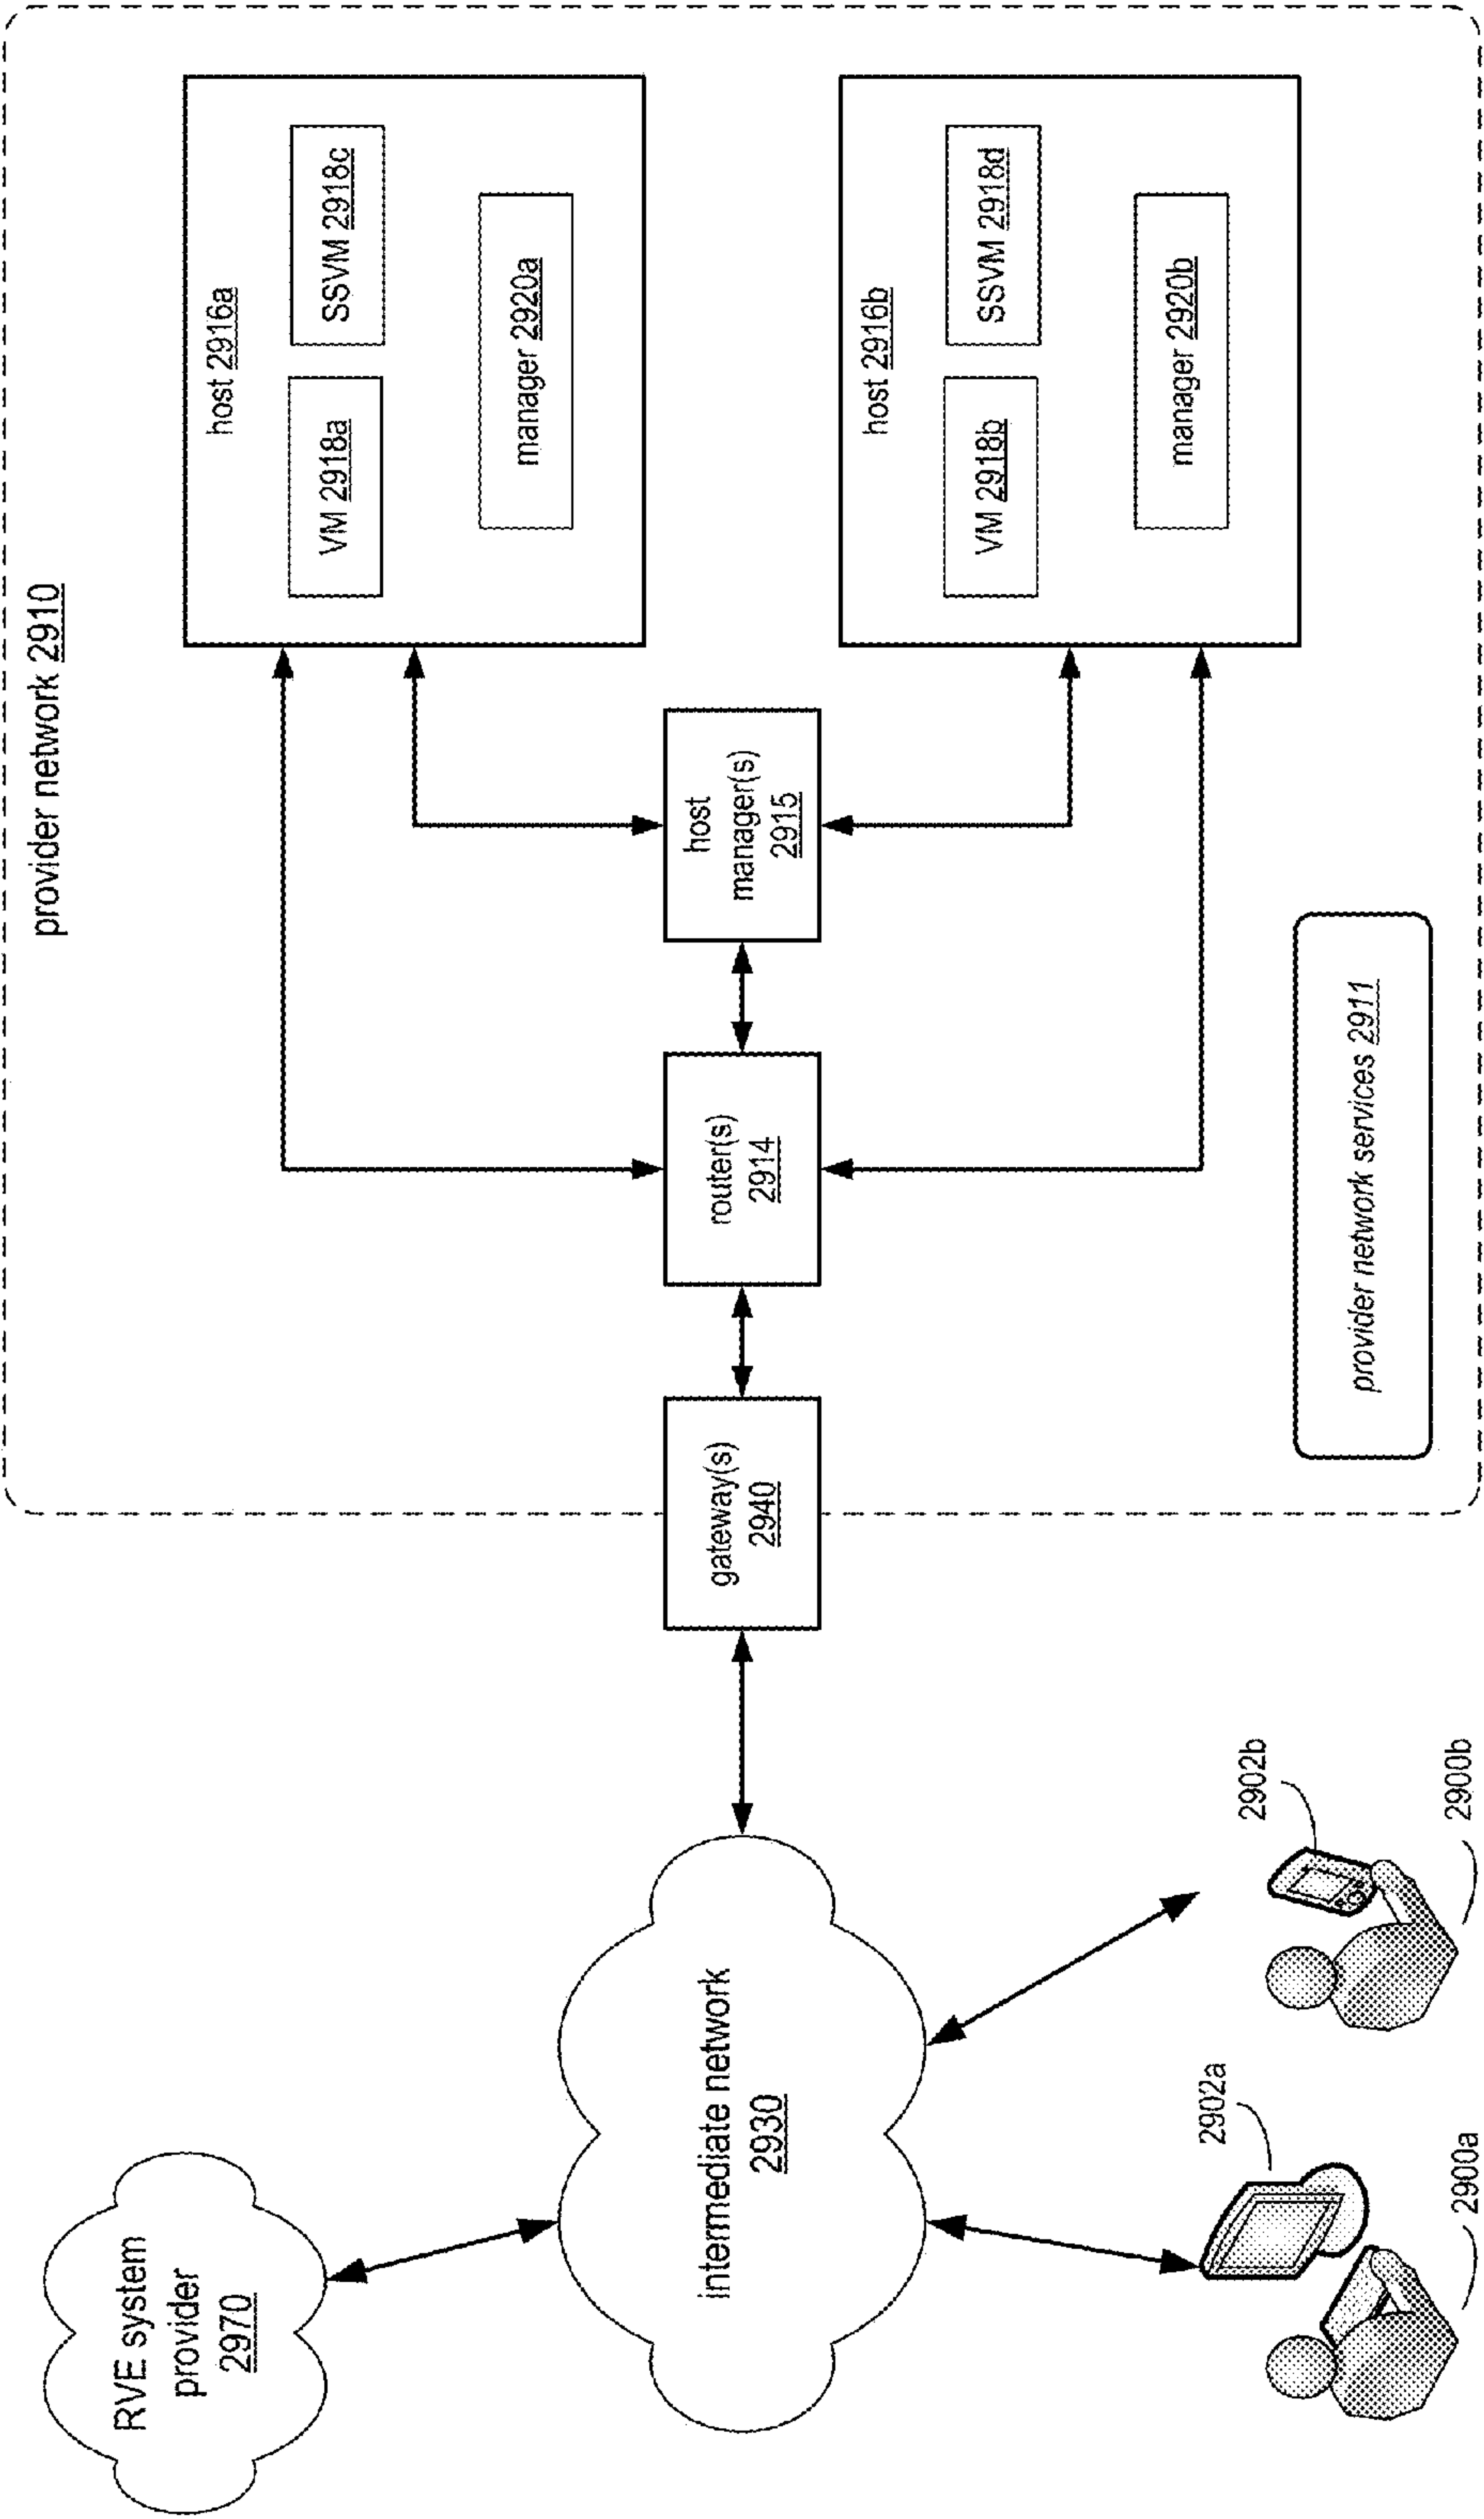 provider network 2910
RVE system
provider
2970
intermediate network
2930
gateway(s)
2940
router(s)
2914
host
manager(s)
2915
host 2916a
VM 2918a
SSVM 2918c
manager 2920a
host 2916b
VM 2918b
SSVM 2918d
manager 2920b
provider network services 2911
2902a
2900a
2902b
2900b